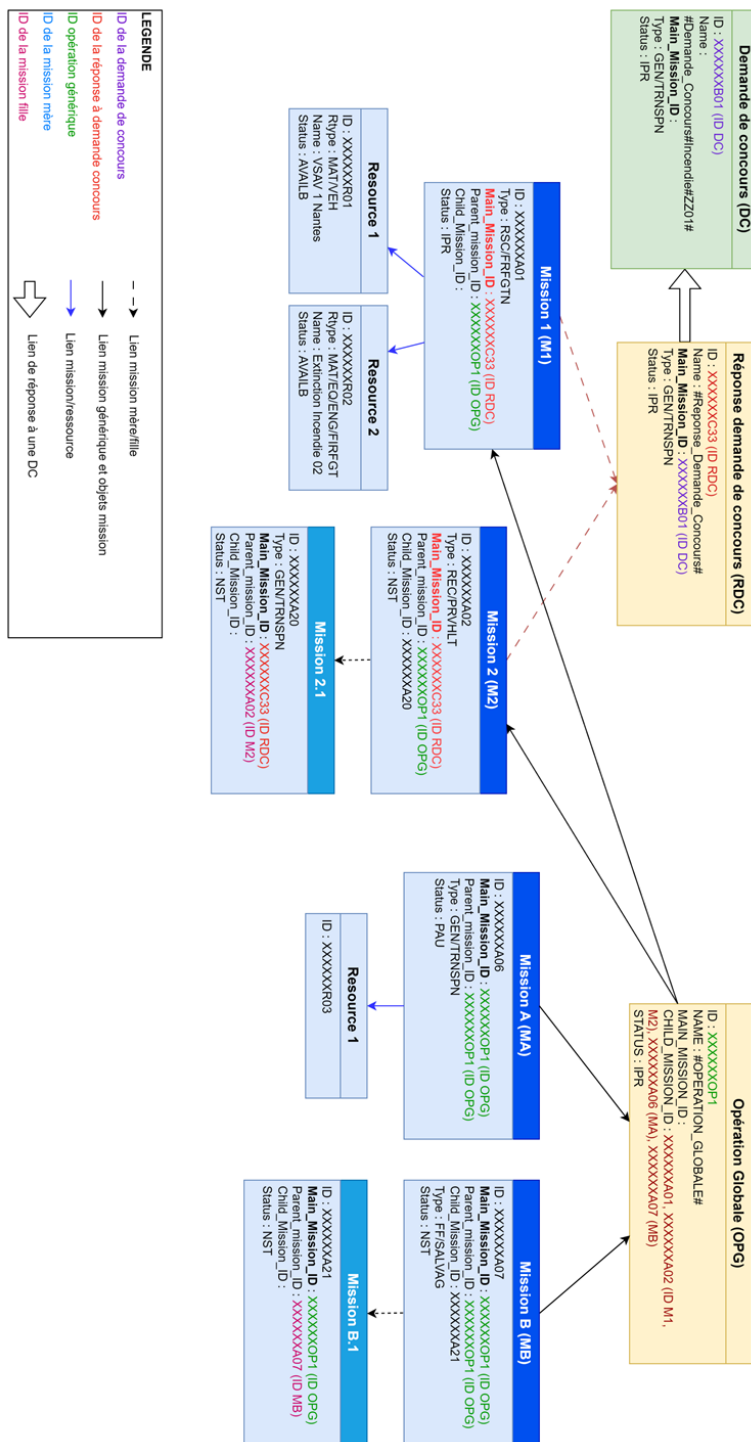 Demande de concours (DC)
ID : XXXXXXB01 (ID DC)
Name :
#Demande_Concours#Incendie#ZZ01#
Main_Mission_ID :
Type : GEN/TRNSPN
Status : IPR
Réponse demande de concours (RDC)
ID : XXXXXXC33 (ID RDC)
Name : #Reponse_Demande_Concours#
Main_Mission_ID : XXXXXXB01 (ID DC)
Type : GEN/TRNSPN
Status : IPR
Opération Globale (OPG)
ID : XXXXXXOP1
NAME : #OPERATION_GLOBALE#
MAIN_MISSION_ID :
CHILD_MISSION_ID : XXXXXXA01, XXXXXXA02 (ID M1,
M2), XXXXXXA06 (MA), XXXXXXA07 (MB)
STATUS : IPR
Mission 1 (M1)
ID : XXXXXXA01
Type : RSC/FRFGTN
Main_Mission_ID : XXXXXXC33 (ID RDC)
Parent_mission_ID : XXXXXXOP1 (ID OPG)
Child_Mission_ID :
Status : IPR
Mission 2 (M2)
ID : XXXXXXA02
Type : REC/PRVHLT
Main_Mission_ID : XXXXXXC33 (ID RDC)
Parent_mission_ID : XXXXXXOP1 (ID OPG)
Child_Mission_ID : XXXXXXA20
Status : NST
Mission A (MA)
ID : XXXXXXA06
Main_Mission_ID : XXXXXXOP1 (ID OPG)
Parent_mission_ID : XXXXXXOP1 (ID OPG)
Type : GEN/TRNSPN
Status : PAU
Mission B (MB)
ID : XXXXXXA07
Main_Mission_ID : XXXXXXOP1 (ID OPG)
Parent_mission_ID : XXXXXXOP1 (ID OPG)
Child_Mission_ID : XXXXXXA21
Type : FF/SALVAG
Status : NST
Resource 1
ID : XXXXXXR01
Rtype : MAT/VEH
Name : VSAV 1 Nantes
Status : AVAILB
Resource 2
ID : XXXXXXR02
Rtype : MAT/EQ/ENG/FIRFGT
Name : Extinction Incendie 02
Status : AVAILB
Mission 2.1
ID : XXXXXXA20
Type : GEN/TRNSPN
Main_Mission_ID : XXXXXXC33 (ID RDC)
Parent_mission_ID : XXXXXXA02 (ID M2)
Child_Mission_ID :
Status : NST
Resource 1
ID : XXXXXXR03
Mission B.1
ID : XXXXXXA21
Main_Mission_ID : XXXXXXOP1 (ID OPG)
Parent_mission_ID : XXXXXXA07 (ID MB)
Child_Mission_ID :
Status : NST
LEGENDE
ID de la demande de concours
ID de la réponse à demande concours
ID opération générique
ID de la mission mère
ID de la mission fille
Lien mission mère/fille
Lien mission générique et objets mission
Lien mission/ressource
Lien de réponse à une DC